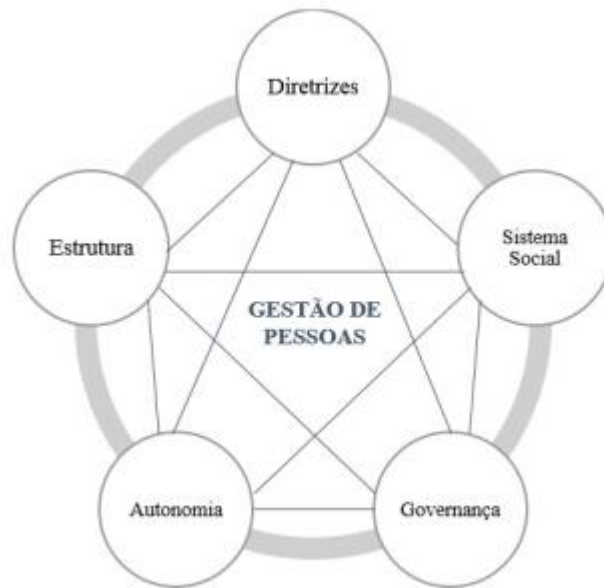 Diretrizes
Estrutura
Sistema
Social
GESTÃO DE
PESSOAS
Autonomia
Governança